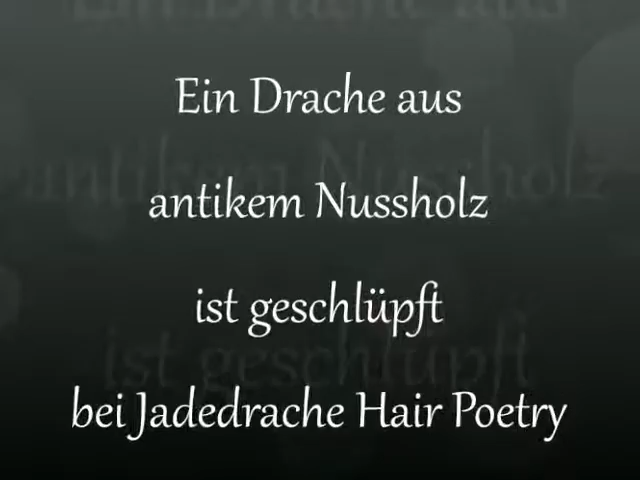 Ein Drache aus
antikem Nussholz
ist geschlüpft
bei Jadedrache Hair Poetry